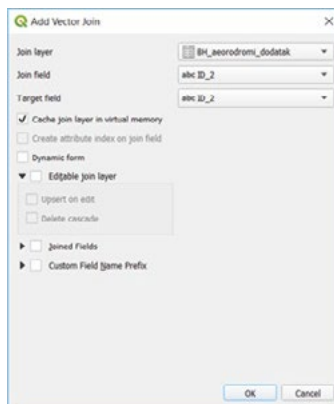 Add Vector Join
Join layer BH_aeorodromi_dodatak
Join field abc ID_2
Target field abc ID_2
Cache join layer in virtual memory
Create attribute index on join field
Dynamic form
Editable join layer
Upsert on edit
Delete cascade
Joined Fields
Custom Field Name Prefix
OK Cancel